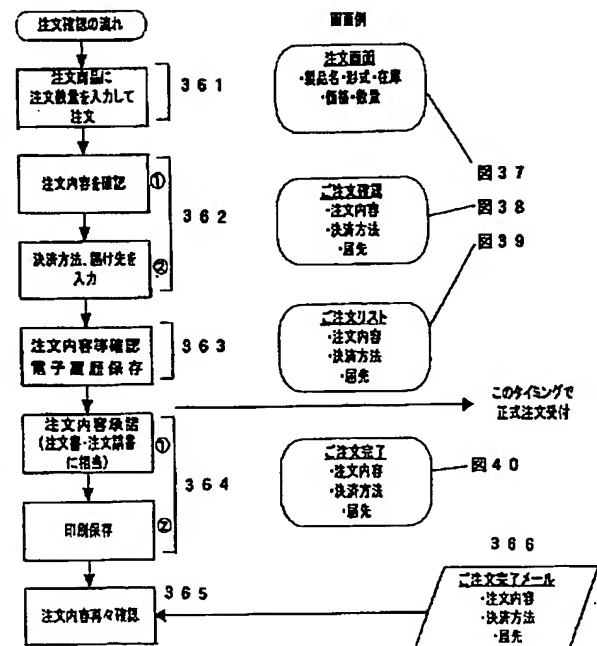 注文確認の流れ
画面例
注文商品に
注文数量を入力して
注文
361
注文画面
・製品名・形式・在庫
・価格・数量
注文内容を確認
①
362
決済方法、届け先を
入力
②
図37
ご注文確認
・注文内容
・決済方法
・届先
図38
図39
注文内容等確認
電子履歴保存
363
ご注文リスト
・注文内容
・決済方法
・届先
このタイミングで
正式注文受付
注文内容承諾
(注文書・注文請書
に相当)
①
364
印刷保存
②
ご注文完了
・注文内容
・決済方法
・届先
図40
366
365
注文内容再々確認
ご注文完了メール
・注文内容
・決済方法
・届先